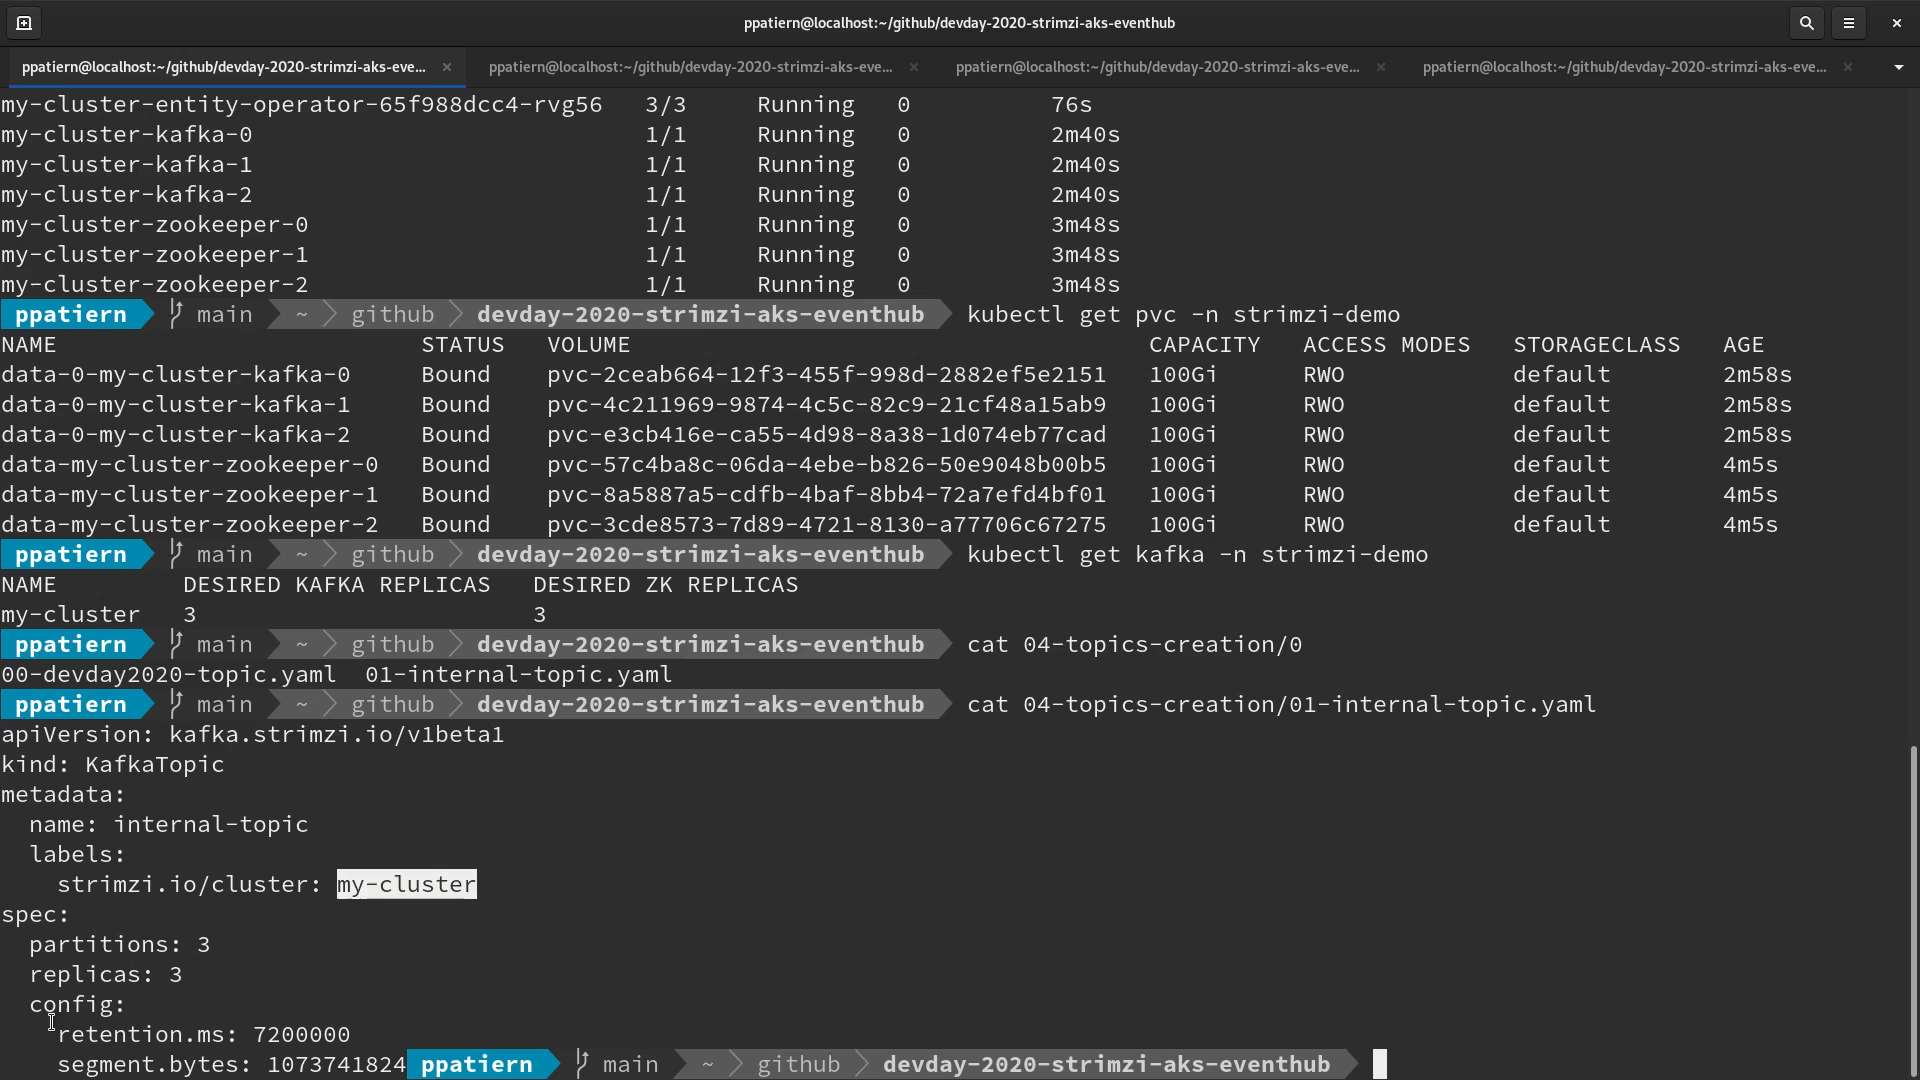 ppatiern@localhost:~/github/devday-2020-strimzi-aks-eventhub
ppatiern@localhost:~/github/devday-2020-strimzi-aks-eve... ppatiern@localhost:~/github/devday-2020-strimzi-aks-eve... ppatiern@localhost:~/github/devday-2020-strimzi-aks-eve... ppatiern@localhost:~/github/devday-2020-strimzi-aks-eve...
my-cluster-entity-operator-65f988dcc4-rvg56 3/3 Running 0 76s
my-cluster-kafka-0 1/1 Running 0 2m40s
my-cluster-kafka-1 1/1 Running 0 2m40s
my-cluster-kafka-2 1/1 Running 0 2m40s
my-cluster-zookeeper-0 1/1 Running 0 3m48s
my-cluster-zookeeper-1 1/1 Running 0 3m48s
my-cluster-zookeeper-2 1/1 Running 0 3m48s
ppatiern main ~ github devday-2020-strimzi-aks-eventhub kubectl get pvc -n strimzi-demo
NAME STATUS VOLUME CAPACITY ACCESS MODES STORAGECLASS AGE
data-0-my-cluster-kafka-0 Bound pvc-2ceab664-12f3-455f-998d-2882ef5e2151 100Gi RWO default 2m58s
data-0-my-cluster-kafka-1 Bound pvc-4c211969-9874-4c5c-82c9-21cf48a15ab9 100Gi RWO default 2m58s
data-0-my-cluster-kafka-2 Bound pvc-e3cb416e-ca55-4d98-8a38-1d074eb77cad 100Gi RWO default 2m58s
data-my-cluster-zookeeper-0 Bound pvc-57c4ba8c-06da-4ebe-b826-50e9048b00b5 100Gi RWO default 4m5s
data-my-cluster-zookeeper-1 Bound pvc-8a5887a5-cdfb-4baf-8bb4-72a7efd4bf01 100Gi RWO default 4m5s
data-my-cluster-zookeeper-2 Bound pvc-3cde8573-7d89-4721-8130-a77706c67275 100Gi RWO default 4m5s
ppatiern main ~ github devday-2020-strimzi-aks-eventhub kubectl get kafka -n strimzi-demo
NAME DESIRED KAFKA REPLICAS DESIRED ZK REPLICAS
my-cluster 3 3
ppatiern main ~ github devday-2020-strimzi-aks-eventhub cat 04-topics-creation/0
00-devday2020-topic.yaml 01-internal-topic.yaml
ppatiern main ~ github devday-2020-strimzi-aks-eventhub cat 04-topics-creation/01-internal-topic.yaml
apiVersion: kafka.strimzi.io/v1beta1
kind: KafkaTopic
metadata:
name: internal-topic
labels:
strimzi.io/cluster: my-cluster
spec:
partitions: 3
replicas: 3
config:
retention.ms: 7200000
segment.bytes: 1073741824 ppatiern main ~ github devday-2020-strimzi-aks-eventhub